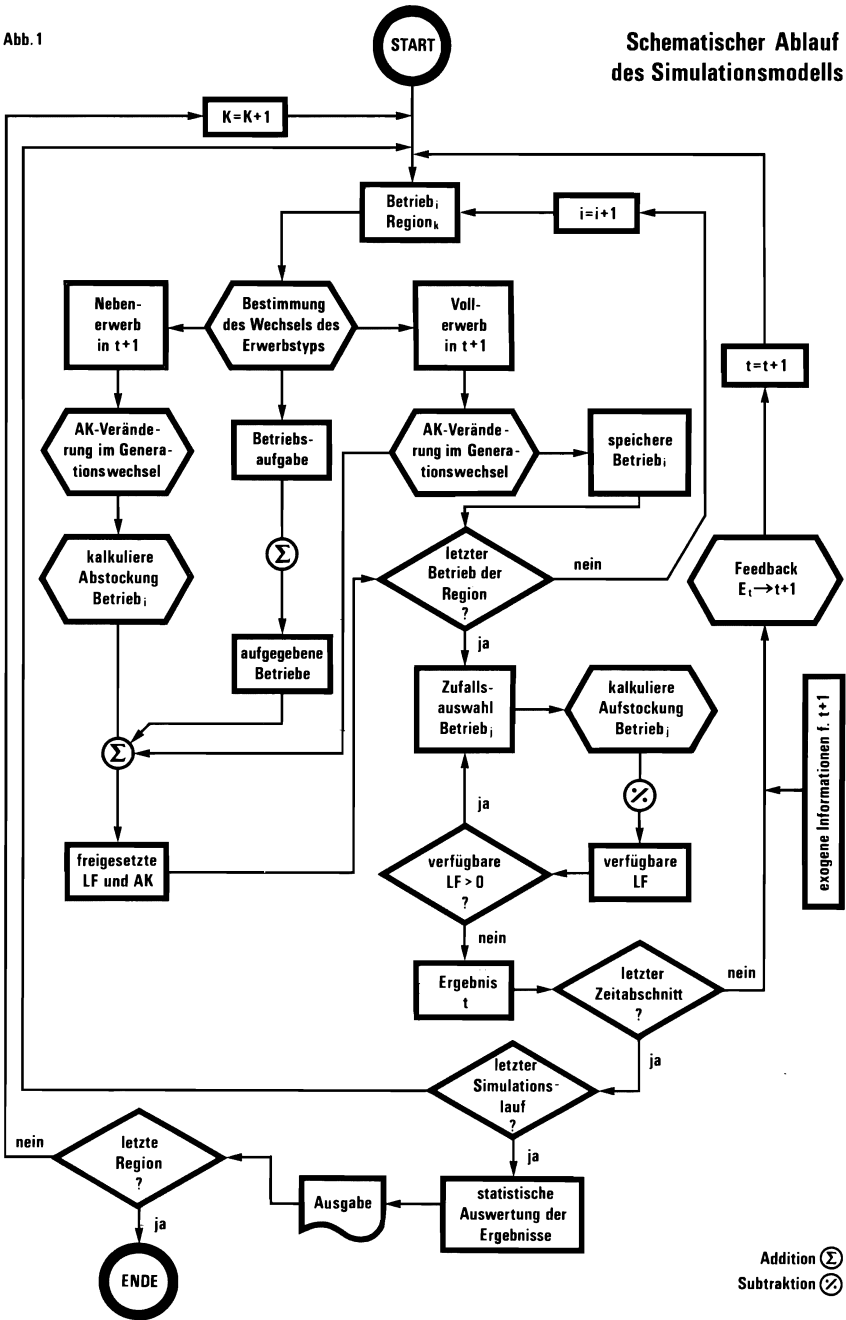 Abb. 1
START
Schematischer Ablauf
des Simulationsmodells
K=K+1
Betrieb i
Region k
i=i+1
Neben-
erwerb
in t+1
Bestimmung
des Wechsels des
Erwerbstyps
Voll-
erwerb
in t+1
t=t+1
AK-Verände-
rung im Genera-
tionswechsel
Betriebs-
aufgabe
AK-Verände-
rung im Genera-
tionswechsel
speichere
Betrieb i
Σ
kalkuliere
Abstockung
Betrieb i
letzter
Betrieb der
Region
?
nein
Feedback
E t → t+1
ja
aufgegebene
Betriebe
Zufalls-
auswahl
Betrieb j
kalkuliere
Aufstockung
Betrieb j
exogene Informationen f. t+1
Σ
٪
ja
freigesetzte
LF und AK
verfügbare
LF > 0
?
verfügbare
LF
nein
Ergebnis
t
letzter
Zeitabschnitt
?
nein
ja
letzter
Simulations-
lauf
?
nein
letzte
Region
?
ja
Ausgabe
statistische
Auswertung der
Ergebnisse
ja
ENDE
Addition Σ
Subtraktion ٪